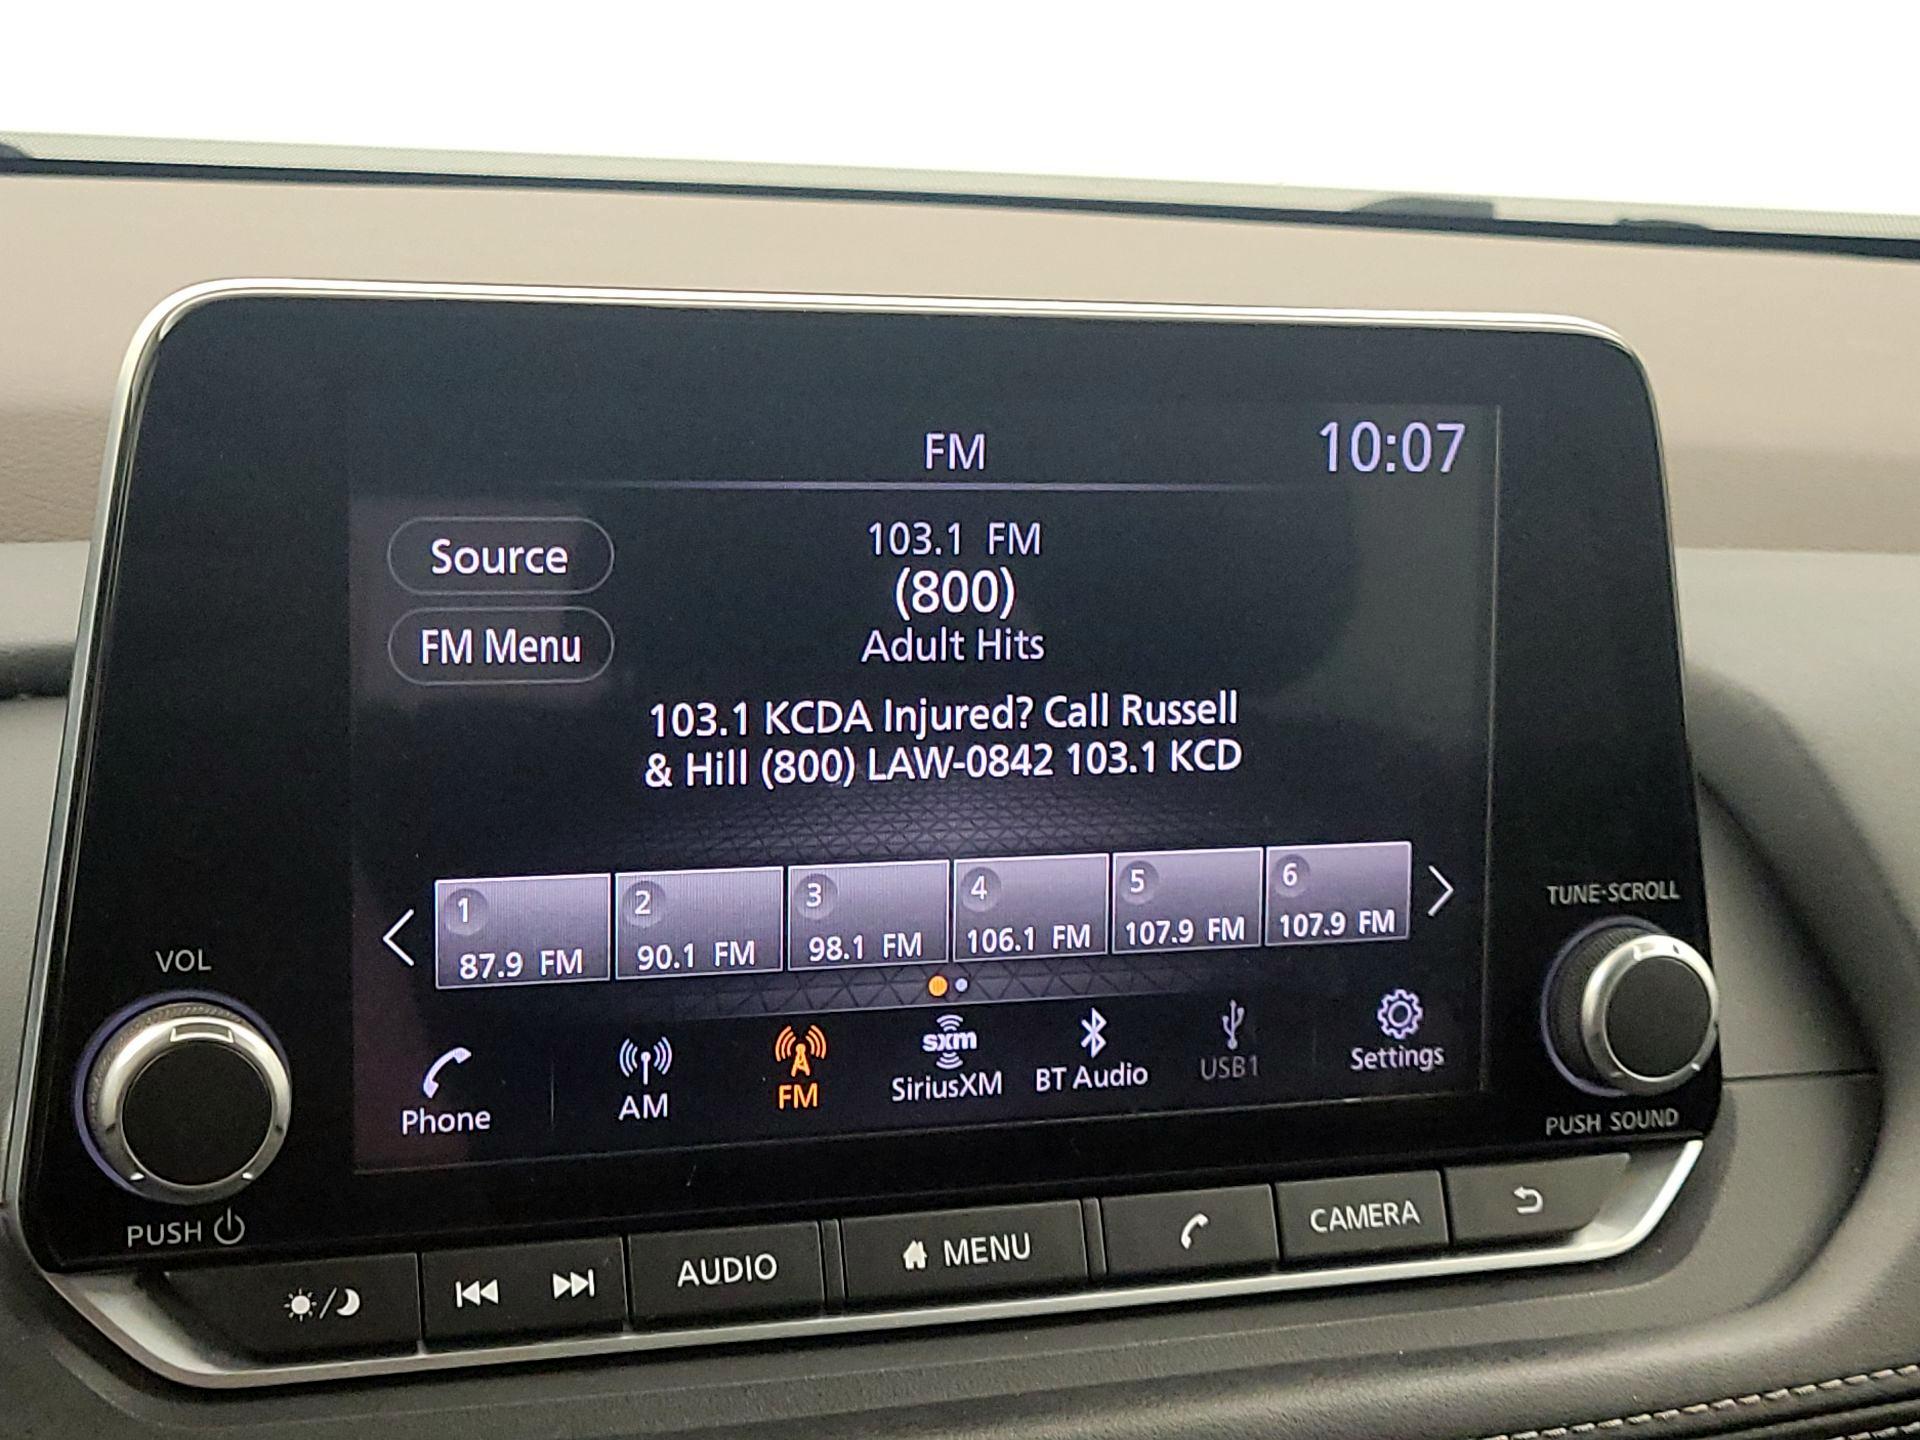 FM
10:07
Source
103.1 FM
(800)
FM Menu
Adult Hits
103.1 KCDA Injured? Call Russell
& Hill (800) LAW-0842 103.1 KCD
1
2
3
4
5
6
87.9 FM
90.1 FM
98.1 FM
106.1 FM
107.9 FM
107.9 FM
VOL
TUNE·SCROLL
Phone
AM
FM
sxm
SiriusXM
BT Audio
USB1
Settings
PUSH
PUSH SOUND
AUDIO
MENU
CAMERA